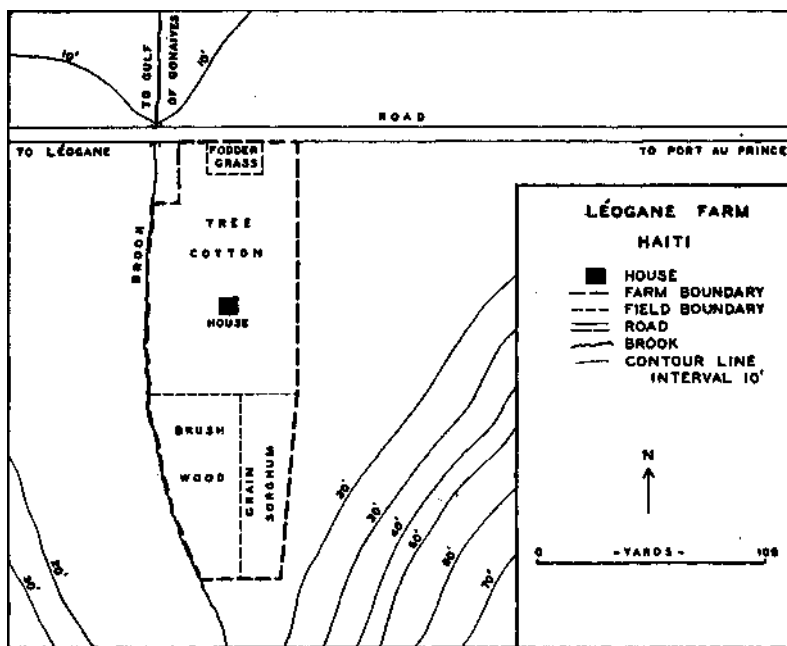 10'
TO GULF
OF GONAIVES
10'
ROAD
TO LÉOGANE
TO PORT AU PRINCE
FODDER
GRASS
BROOK
TREE
COTTON
HOUSE
BRUSH
WOOD
GRAIN
SORGHUM
20'
30'
40'
50'
60'
70'
20'
30'
LÉOGANE FARM
HAITI
HOUSE
FARM BOUNDARY
FIELD BOUNDARY
ROAD
BROOK
CONTOUR LINE
INTERVAL 10'
N
0 -YARDS-